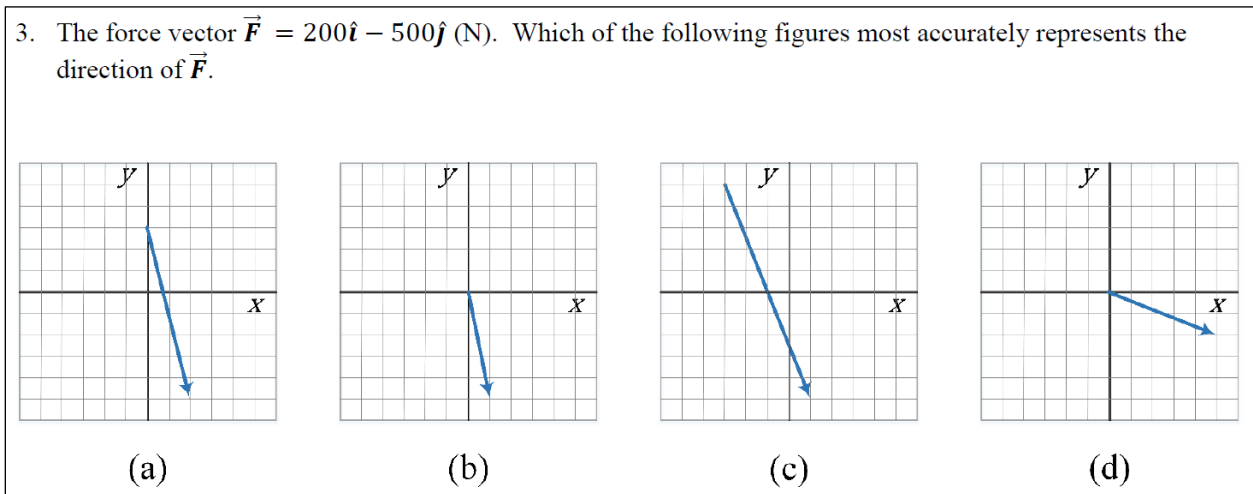 3. The force vector F⃗ = 200î − 500ĵ (N). Which of the following figures most accurately represents the
direction of F⃗.
y y y y
x x x x
(a) (b) (c) (d)